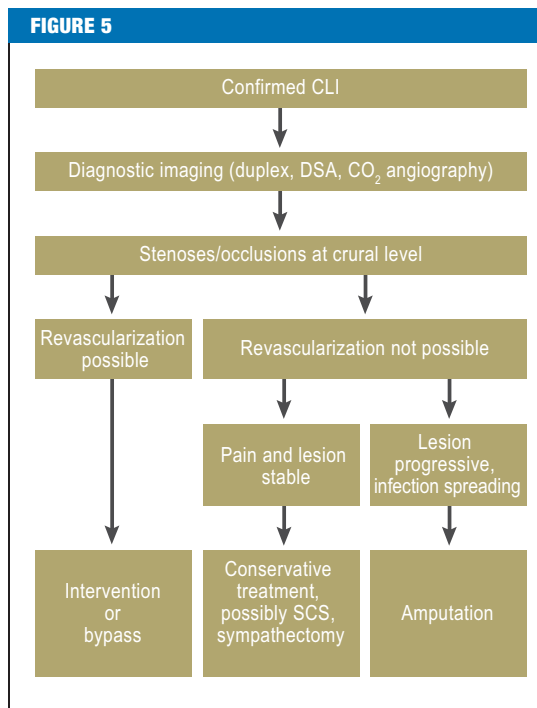 FIGURE 5
Confirmed CLI
Diagnostic imaging (duplex, DSA, CO₂ angiography)
Stenoses/occlusions at crural level
Revascularization
possible
Revascularization not possible
Pain and lesion
stable
Lesion
progressive,
infection spreading
Intervention
or
bypass
Conservative
treatment,
possibly SCS,
sympathectomy
Amputation